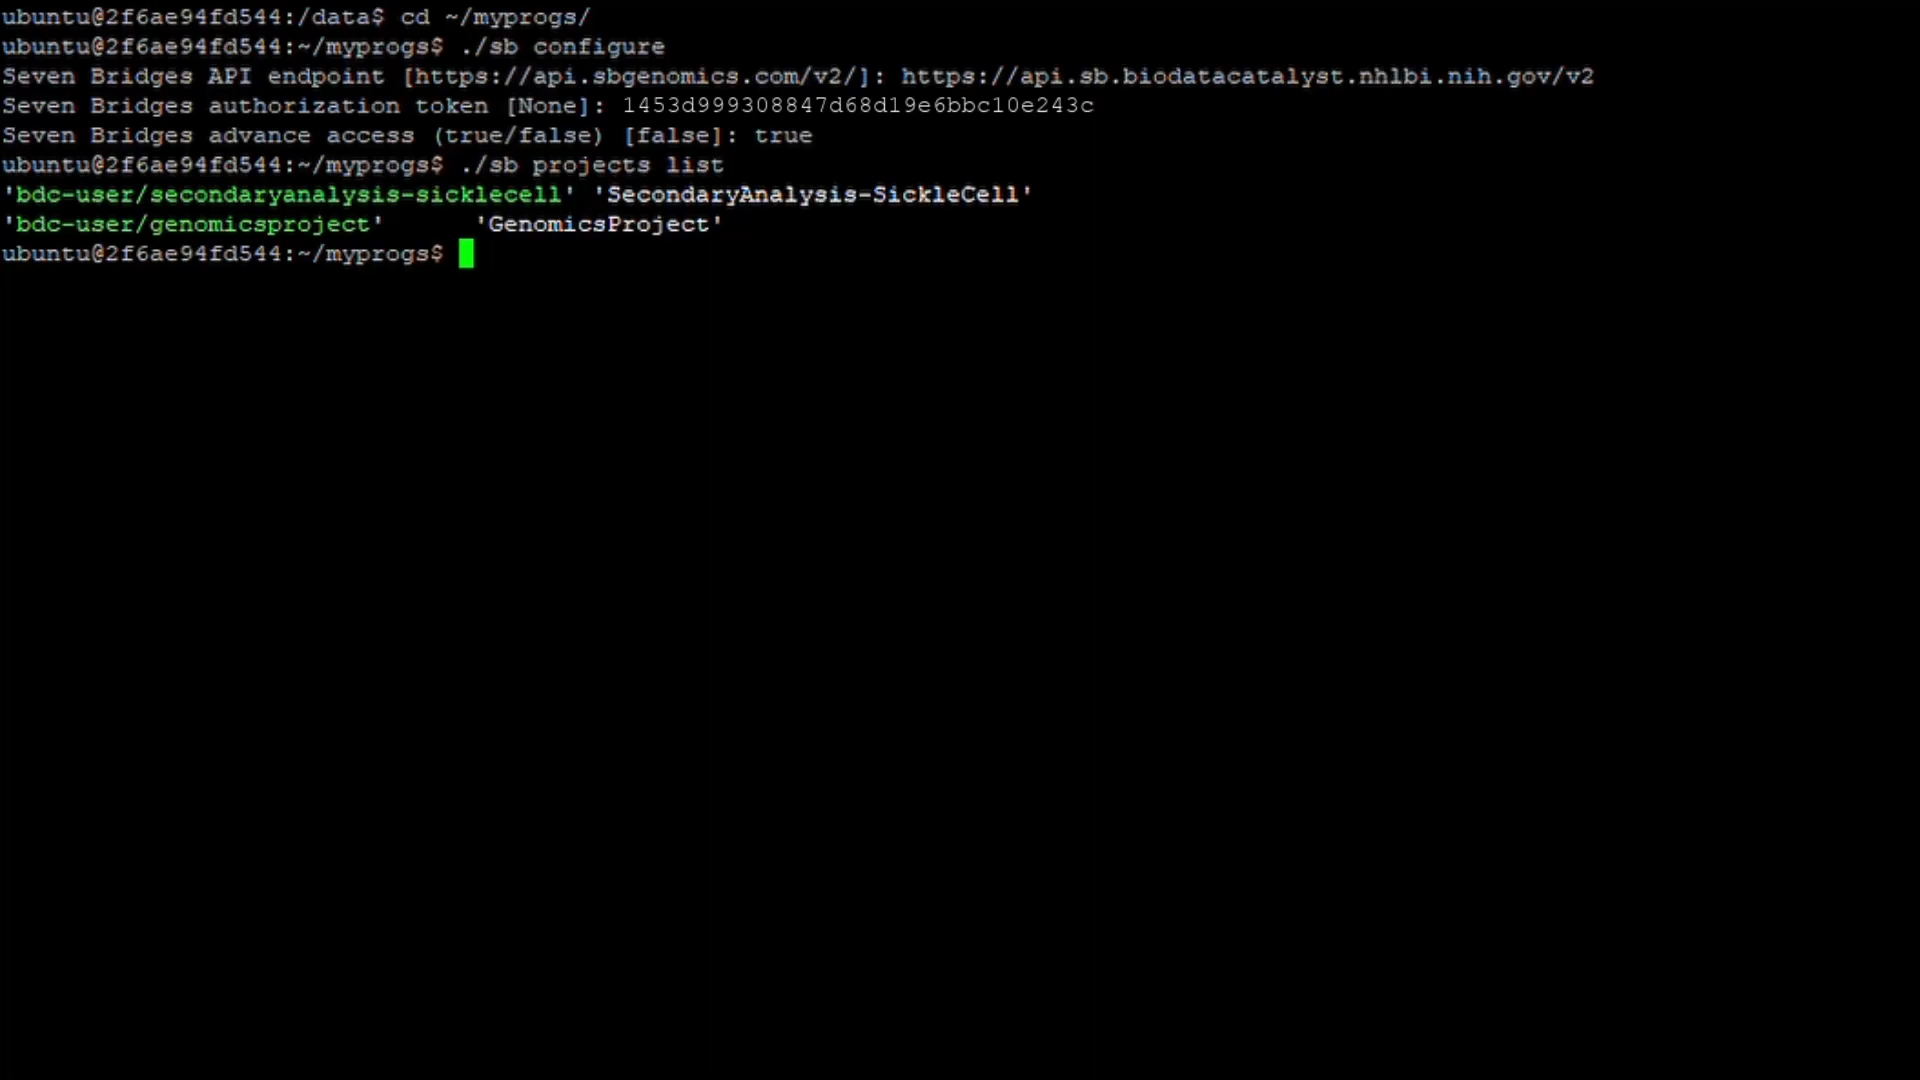 ubuntu@2f6ae94fd544:/data$ cd ~/myprogs/
ubuntu@2f6ae94fd544:~/myprogs$ ./sb configure
Seven Bridges API endpoint [https://api.sbgenomics.com/v2/]: https://api.sb.biodatacatalyst.nhlbi.nih.gov/v2
Seven Bridges authorization token [None]: 1453d999308847d68d19e6bbc10e243c
Seven Bridges advance access (true/false) [false]: true
ubuntu@2f6ae94fd544:~/myprogs$ ./sb projects list
'bdc-user/secondaryanalysis-sicklecell' 'SecondaryAnalysis-SickleCell'
'bdc-user/genomicsproject' 'GenomicsProject'
ubuntu@2f6ae94fd544:~/myprogs$